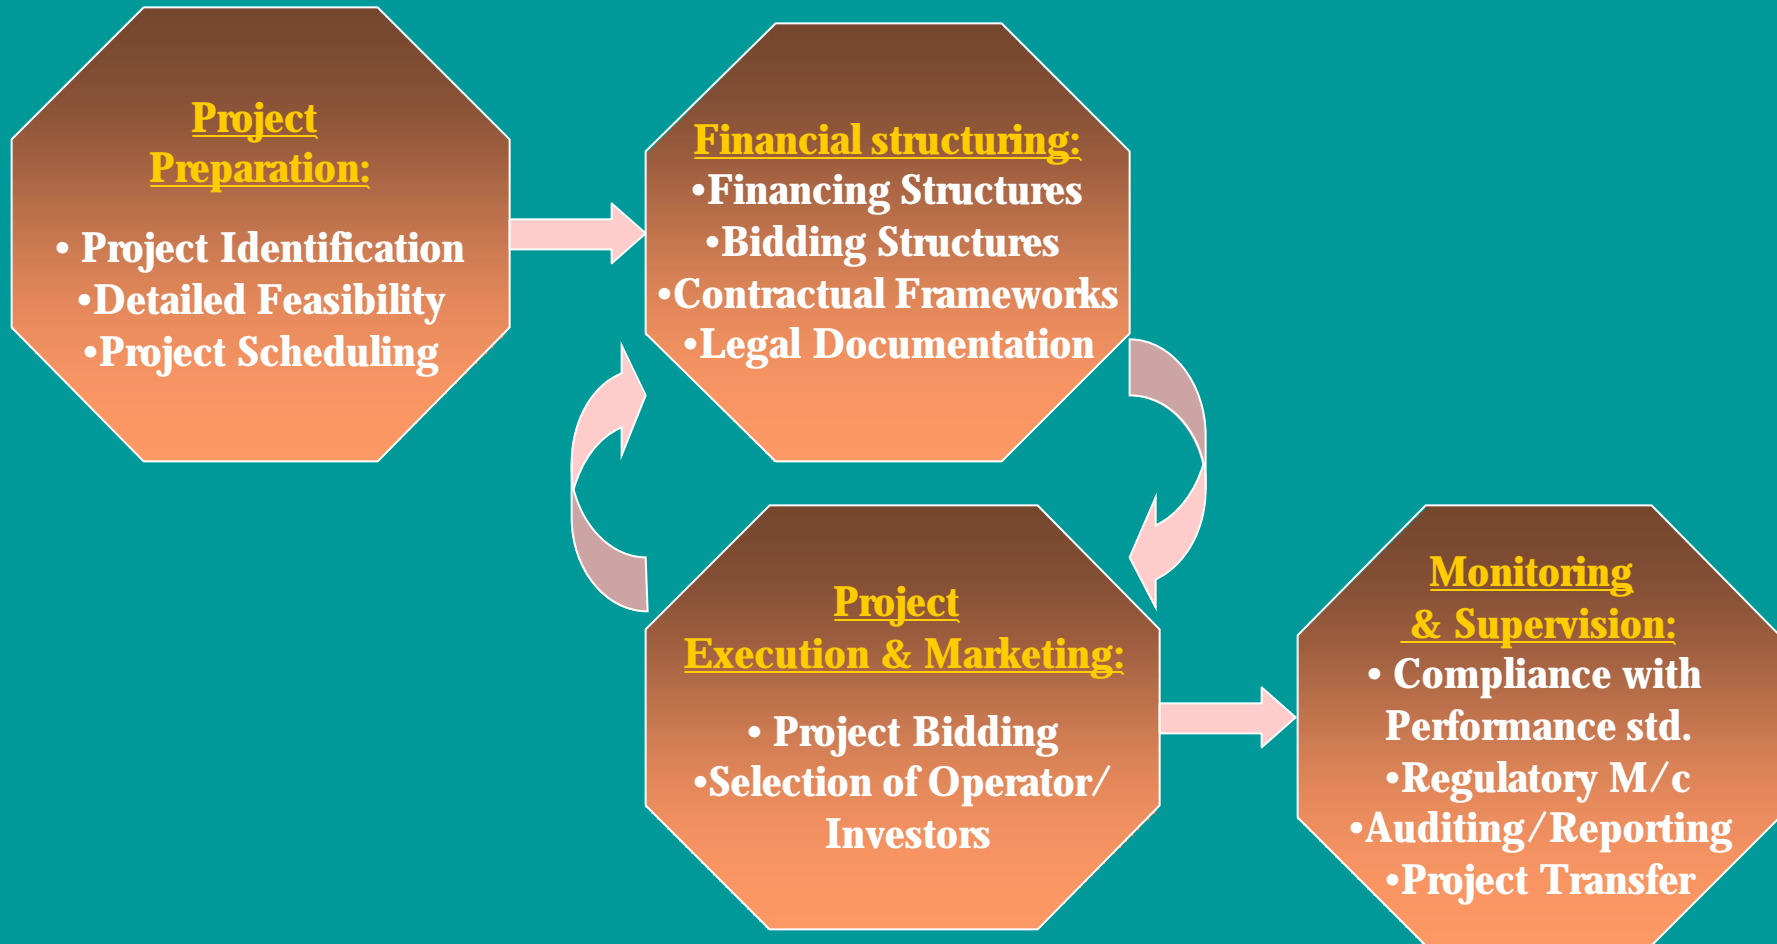 Project
Preparation:
• Project Identification
•Detailed Feasibility
•Project Scheduling
Financial structuring:
•Financing Structures
•Bidding Structures
•Contractual Frameworks
•Legal Documentation
Project
Execution & Marketing:
• Project Bidding
•Selection of Operator/
Investors
Monitoring
& Supervision:
• Compliance with
Performance std.
•Regulatory M/c
•Auditing/Reporting
•Project Transfer